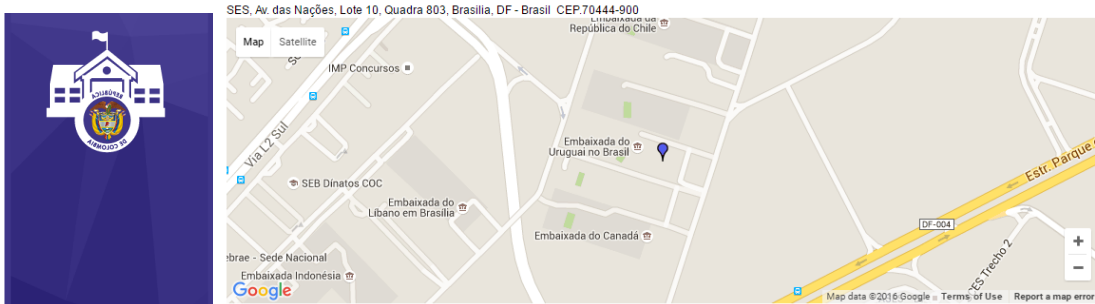 SES, Av. das Nações, Lote 10, Quadra 803, Brasilia, DF - Brasil CEP.70444-900
Embaixada da
República do Chile
Map
Satellite
IMP Concursos
REPÚBLICA
DE COLOMBIA
Via L2 Sul
Embaixada do
Uruguai no Brasil
Estr. Parque
SEB Dínatos COC
Embaixada do
Líbano em Brasília
DF-004
Embaixada do Canadá
+
ebrae - Sede Nacional
ES Trecho 2
−
Embaixada Indonésia
Google
Map data ©2016 Google
Terms of Use
Report a map error